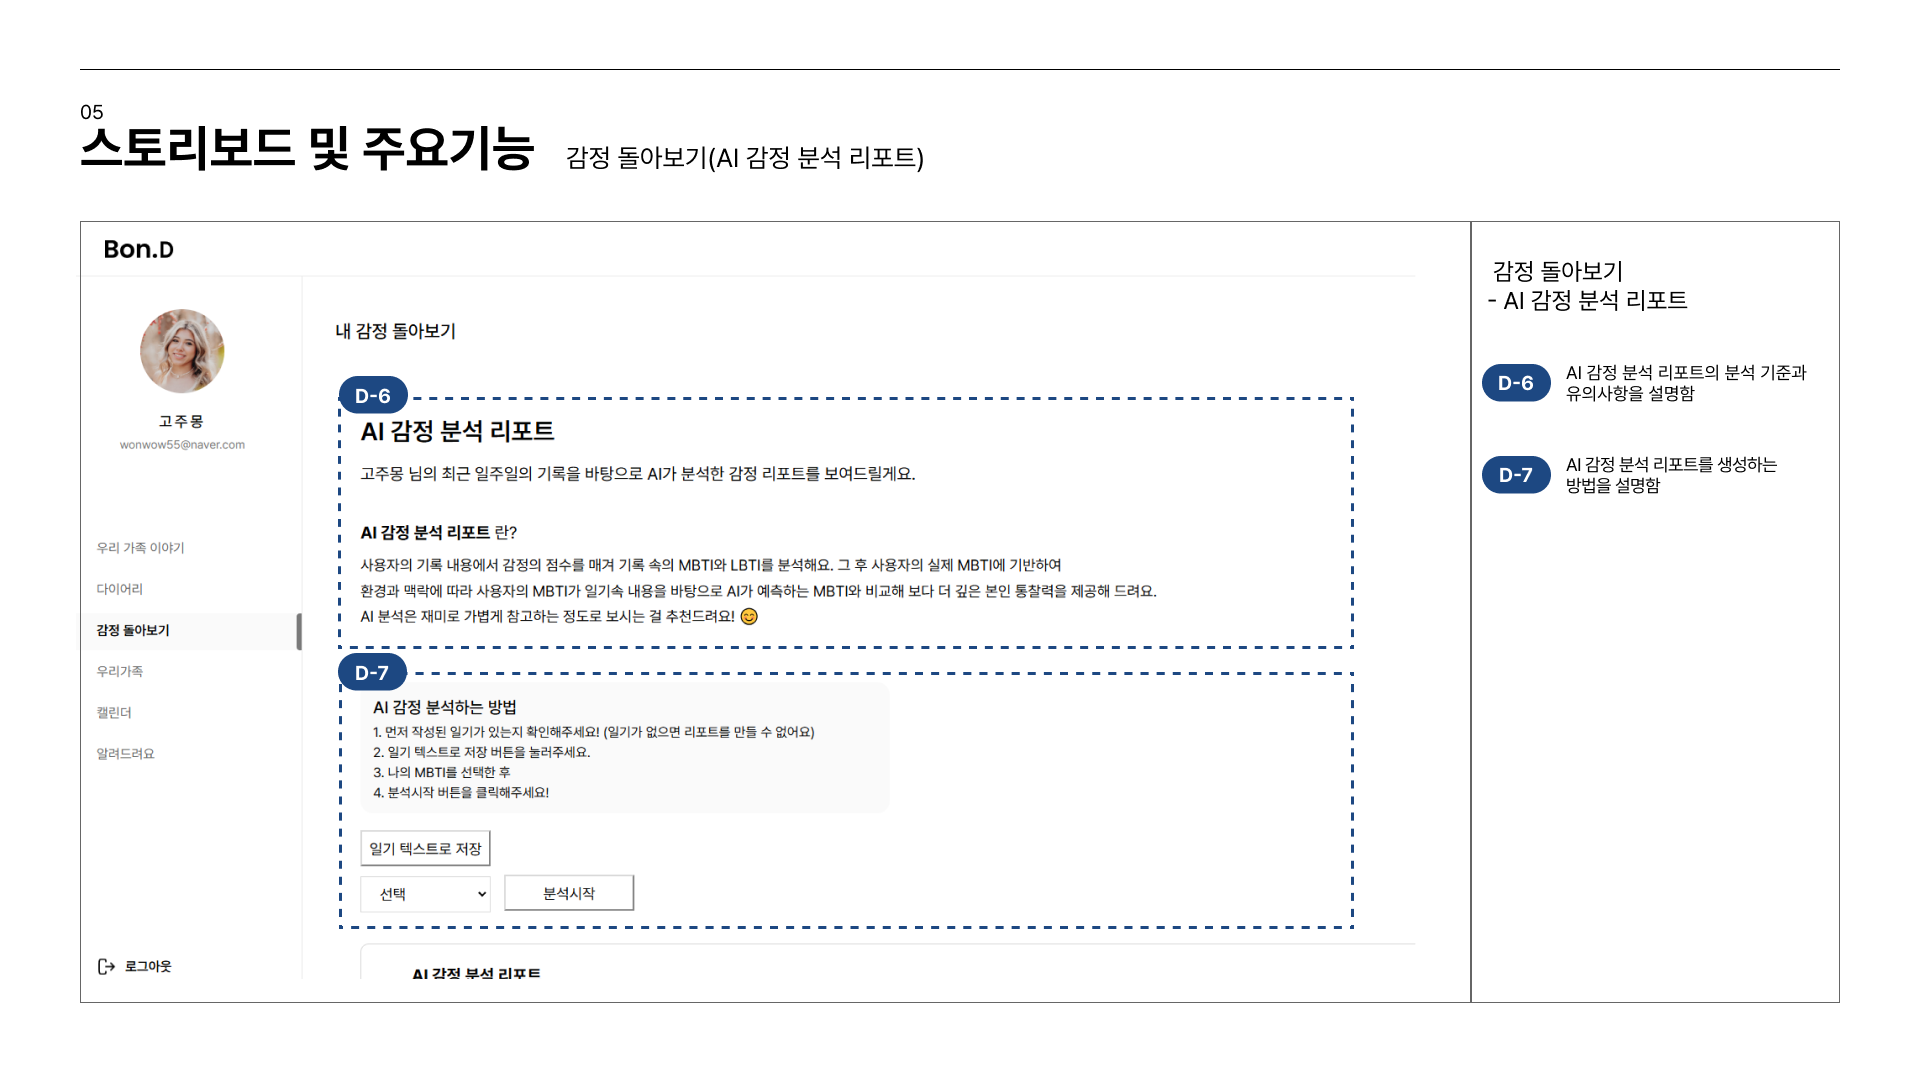 05
스토리보드 및 주요기능 감정 돌아보기(AI 감정 분석 리포트)
Bon.D
고주몽
wonwow55@naver.com
우리 가족 이야기
다이어리
감정 돌아보기
우리가족
캘린더
알려드려요
로그아웃
내 감정 돌아보기
D-6
AI 감정 분석 리포트
고주몽 님의 최근 일주일의 기록을 바탕으로 AI가 분석한 감정 리포트를 보여드릴게요.
AI 감정 분석 리포트 란?
사용자의 기록 내용에서 감정의 점수를 매겨 기록 속의 MBTI와 LBTI를 분석해요. 그 후 사용자의 실제 MBTI에 기반하여
환경과 맥락에 따라 사용자의 MBTI가 일기속 내용을 바탕으로 AI가 예측하는 MBTI와 비교해 보다 더 깊은 본인 통찰력을 제공해 드려요.
AI 분석은 재미로 가볍게 참고하는 정도로 보시는 걸 추천드려요! 😊
D-7
AI 감정 분석하는 방법
1. 먼저 작성된 일기가 있는지 확인해주세요! (일기가 없으면 리포트를 만들 수 없어요)
2. 일기 텍스트로 저장 버튼을 눌러주세요.
3. 나의 MBTI를 선택한 후
4. 분석시작 버튼을 클릭해주세요!
일기 텍스트로 저장
선택
분석시작
AI 감정 분석 리포트
감정 돌아보기
- AI 감정 분석 리포트
D-6
AI 감정 분석 리포트의 분석 기준과
유의사항을 설명함
D-7
AI 감정 분석 리포트를 생성하는
방법을 설명함